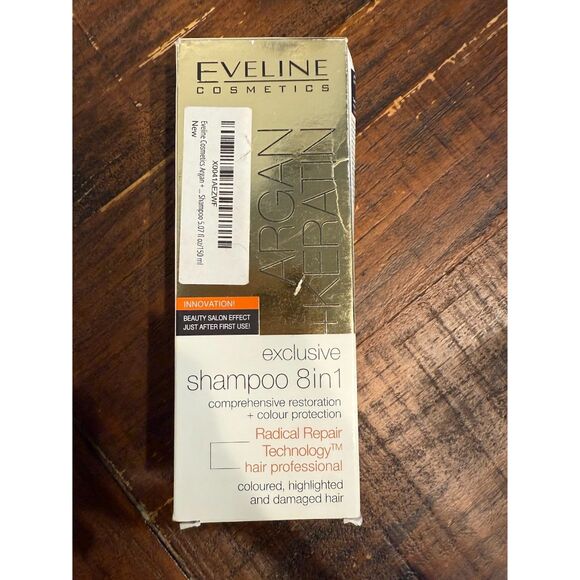 EVELINE
COSMETICS
ARGAN
+KERATIN
X0041AEZWF
Eveline Cosmetics Argan + ... Shampoo 5.07 fl oz/150 ml
New
INNOVATION!
BEAUTY SALON EFFECT
JUST AFTER FIRST USE!
exclusive
shampoo 8in1
comprehensive restoration
+ colour protection
Radical Repair
Technology™
hair professional
coloured, highlighted
and damaged hair